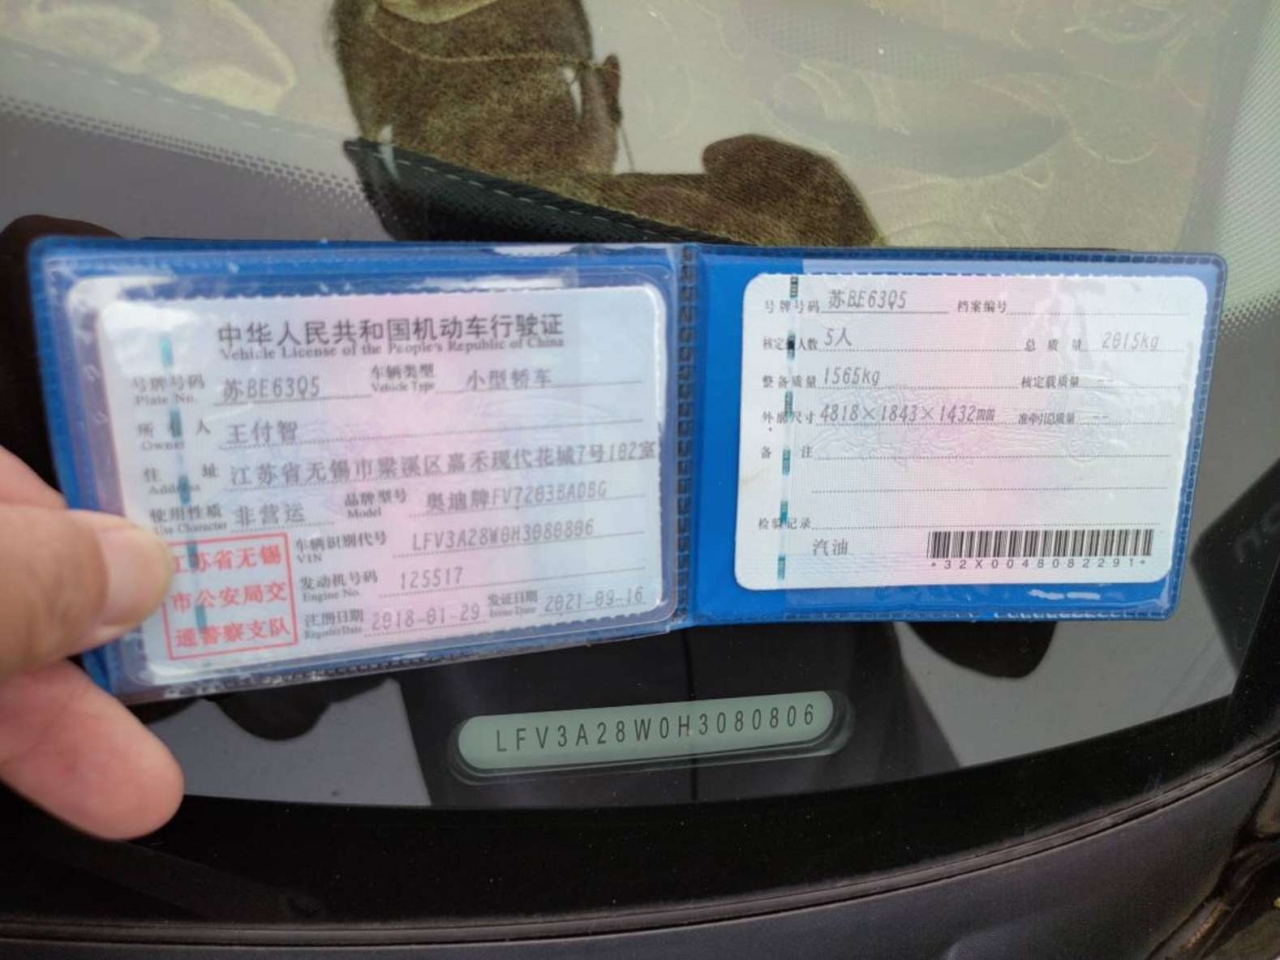 中华人民共和国机动车行驶证
Vehicle License of the People's Republic of China
号牌号码 苏BE63Q5 车辆类型 小型轿车
Plate No. Vehicle Type
所有人 王付智
Owner
住址 江苏省无锡市梁溪区嘉禾现代花城7号102室
Address
使用性质 非营运 品牌型号 奥迪牌FV7203BADBG
Use Character Model
车辆识别代号 LFV3A28W0H3080806
VIN
发动机号码 125517
Engine No.
注册日期 2018-01-29 发证日期 2021-09-16
Register Date Issue Date
江苏省无锡
市公安局交
通警察支队
号牌号码 苏BE63Q5 档案编号
核定人数 5人 总质量 2015kg
整备质量 1565kg 核定载质量 --
外廓尺寸 4818×1843×1432mm 准牵引总质量 --
备注
检验记录
汽油
*32X0048082291*
LFV3A28W0H3080806